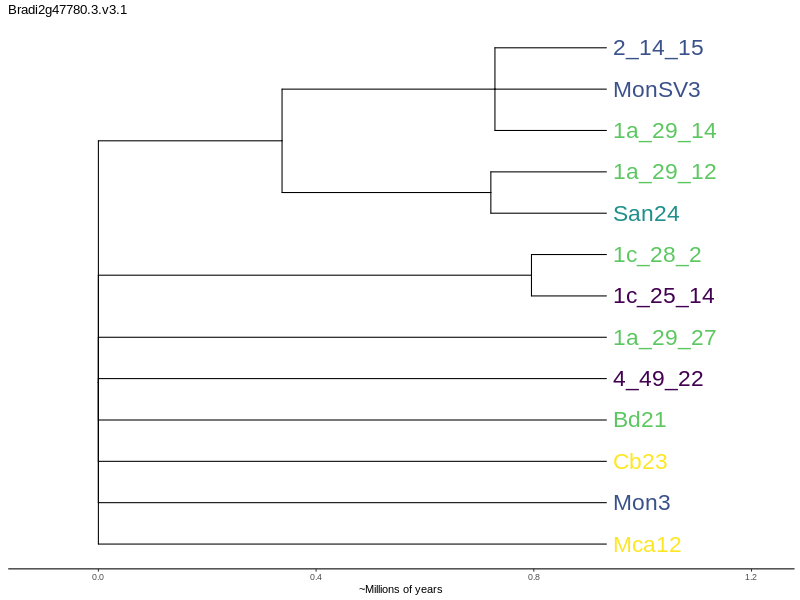 Bradi2g47780.3.v3.1
2_14_15
MonSV3
1a_29_14
1a_29_12
San24
1c_28_2
1c_25_14
1a_29_27
4_49_22
Bd21
Cb23
Mon3
Mca12
0.0 0.4 0.8 1.2
~Millions of years